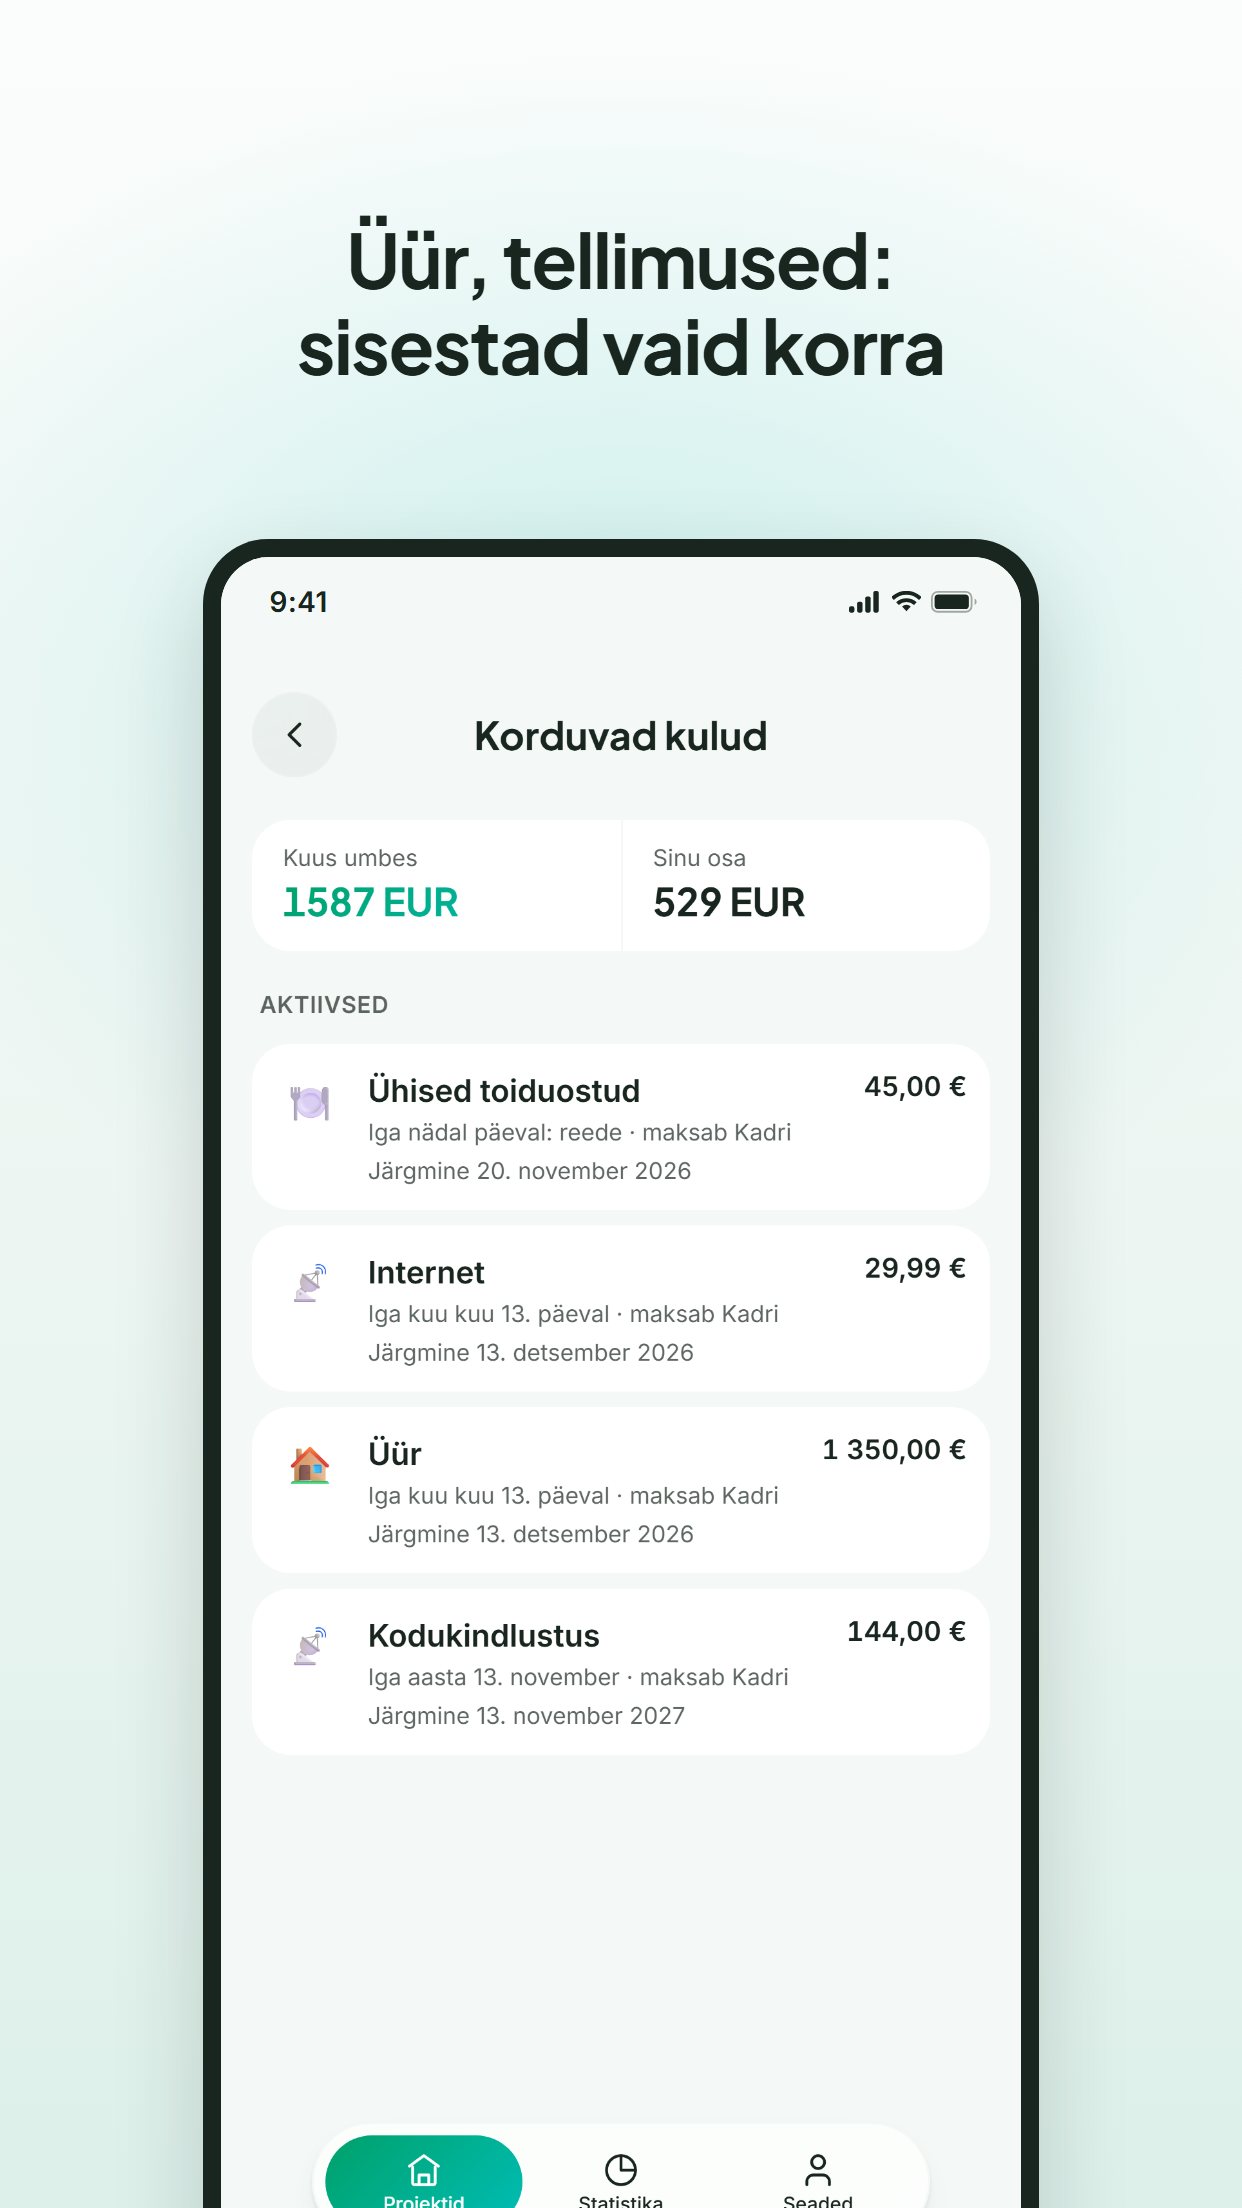 Üür, tellimused:
sisestad vaid korra
9:41
Korduvad kulud
Kuus umbes
1587 EUR
Sinu osa
529 EUR
AKTIIVSED
Ühised toiduostud
45,00 €
Iga nädal päeval: reede · maksab Kadri
Järgmine 20. november 2026
Internet
29,99 €
Iga kuu kuu 13. päeval · maksab Kadri
Järgmine 13. detsember 2026
Üür
1 350,00 €
Iga kuu kuu 13. päeval · maksab Kadri
Järgmine 13. detsember 2026
Kodukindlustus
144,00 €
Iga aasta 13. november · maksab Kadri
Järgmine 13. november 2027
Projektid
Statistika
Seaded